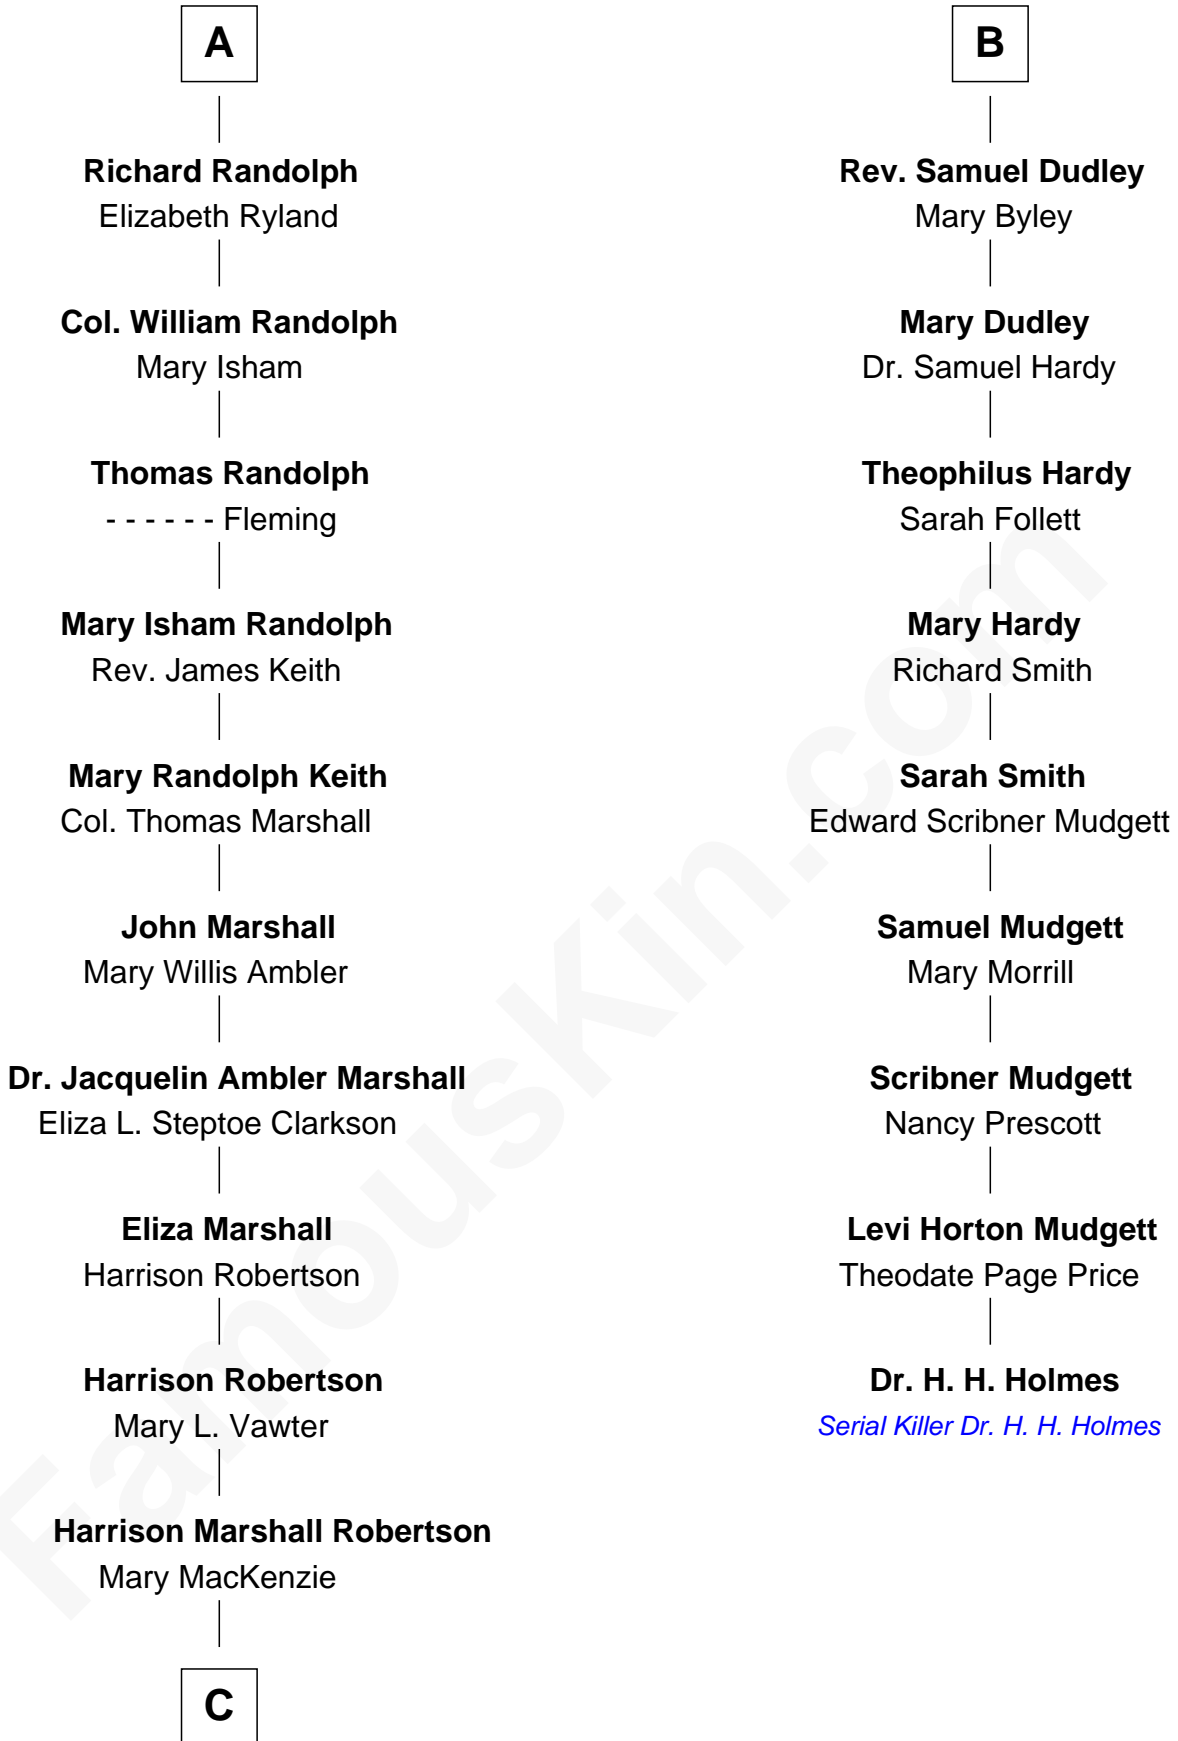 A
Richard Randolph
Elizabeth Ryland
Col. William Randolph
Mary Isham
Thomas Randolph
- - - - - - Fleming
Mary Isham Randolph
Rev. James Keith
Mary Randolph Keith
Col. Thomas Marshall
John Marshall
Mary Willis Ambler
Dr. Jacquelin Ambler Marshall
Eliza L. Steptoe Clarkson
Eliza Marshall
Harrison Robertson
Harrison Robertson
Mary L. Vawter
Harrison Marshall Robertson
Mary MacKenzie
C
B
Rev. Samuel Dudley
Mary Byley
Mary Dudley
Dr. Samuel Hardy
Theophilus Hardy
Sarah Follett
Mary Hardy
Richard Smith
Sarah Smith
Edward Scribner Mudgett
Samuel Mudgett
Mary Morrill
Scribner Mudgett
Nancy Prescott
Levi Horton Mudgett
Theodate Page Price
Dr. H. H. Holmes
Serial Killer Dr. H. H. Holmes
FamousKin.com